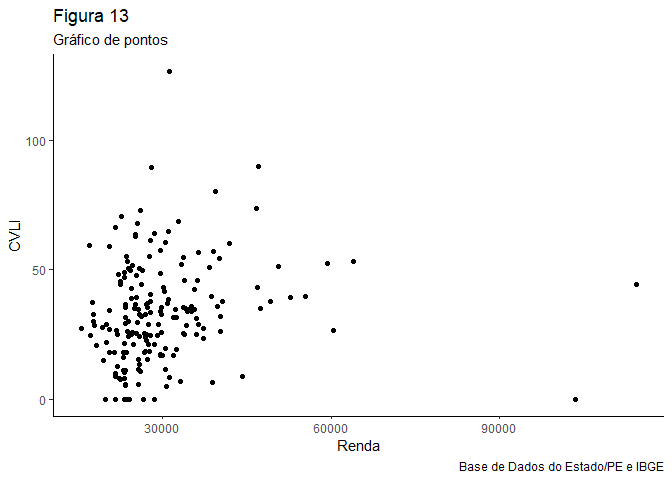 Figura 13
Gráfico de pontos
100
50
0
CVLI
30000 60000 90000
Renda
Base de Dados do Estado/PE e IBGE